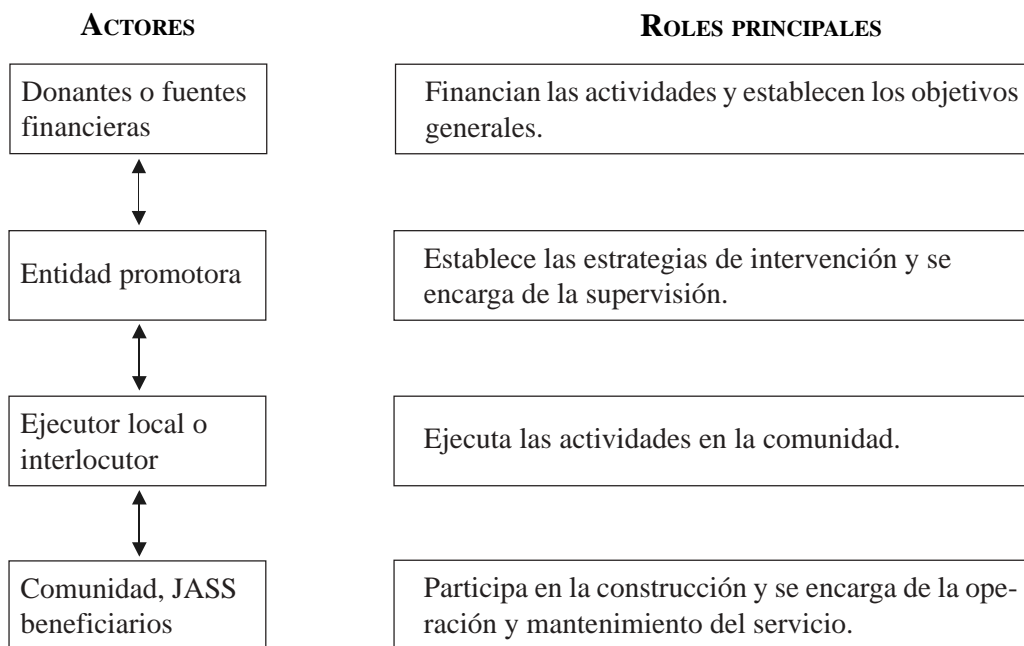 ACTORES
ROLES PRINCIPALES
Donantes o fuentes
financieras
Financian las actividades y establecen los objetivos
generales.
Entidad promotora
Establece las estrategias de intervención y se
encarga de la supervisión.
Ejecutor local o
interlocutor
Ejecuta las actividades en la comunidad.
Comunidad, JASS
beneficiarios
Participa en la construcción y se encarga de la ope-
ración y mantenimiento del servicio.